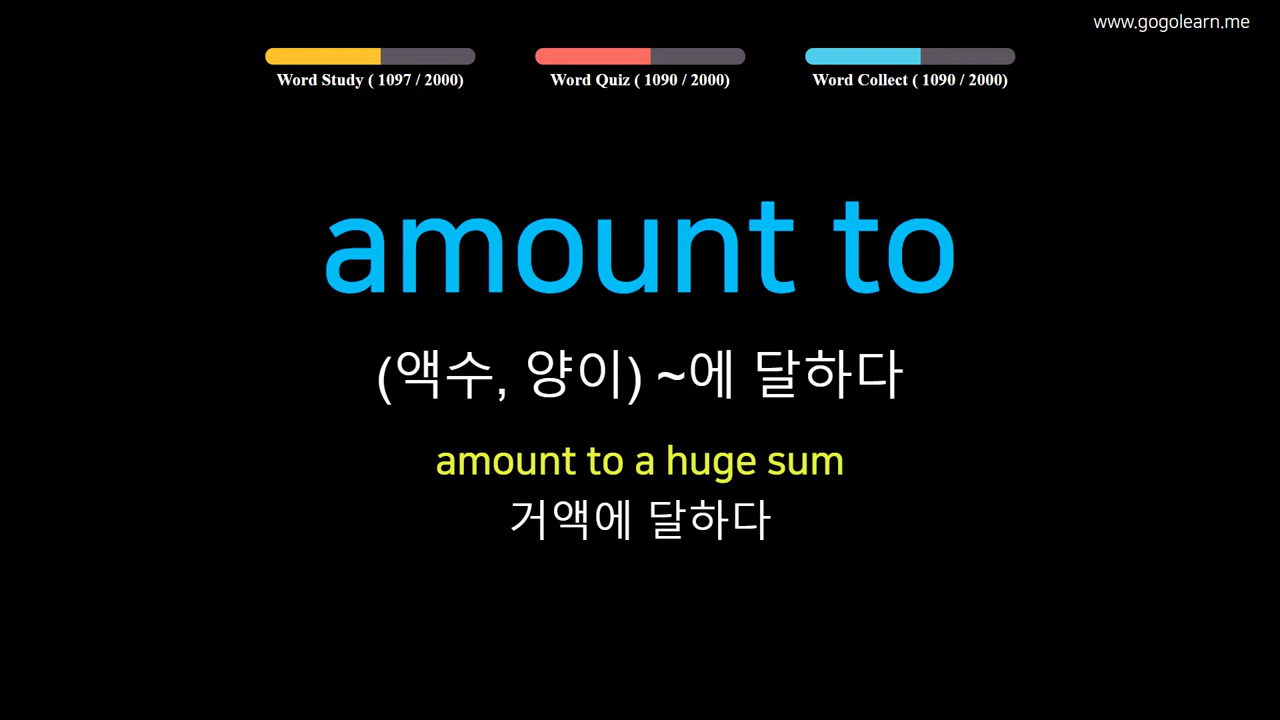 www.gogolearn.me
Word Study ( 1097 / 2000)
Word Quiz ( 1090 / 2000)
Word Collect ( 1090 / 2000)
amount to
(액수, 양이) ~에 달하다
amount to a huge sum
거액에 달하다